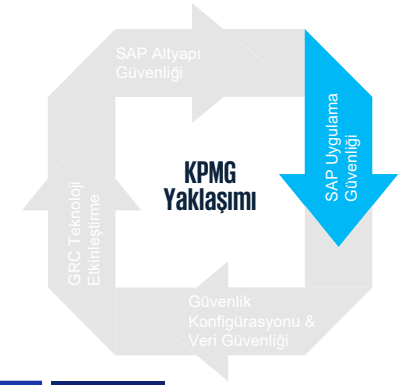 SAP Altyapı
Güvenliği
SAP Uygulama
Güvenliği
KPMG
Yaklaşımı
GRC Teknoloji
Etkinleştirme
Güvenlik
Konfigürasyonu &
Veri Güvenliği